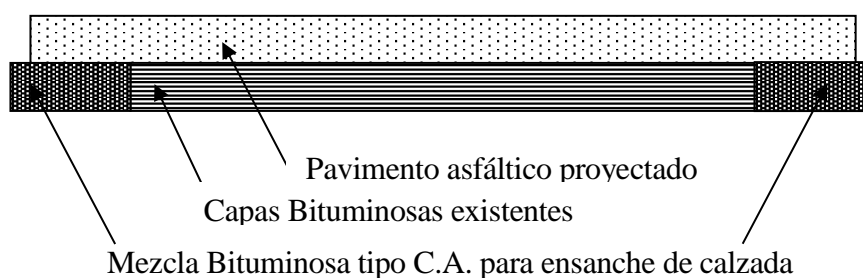 Pavimento asfáltico proyectado
Capas Bituminosas existentes
Mezcla Bituminosa tipo C.A. para ensanche de calzada